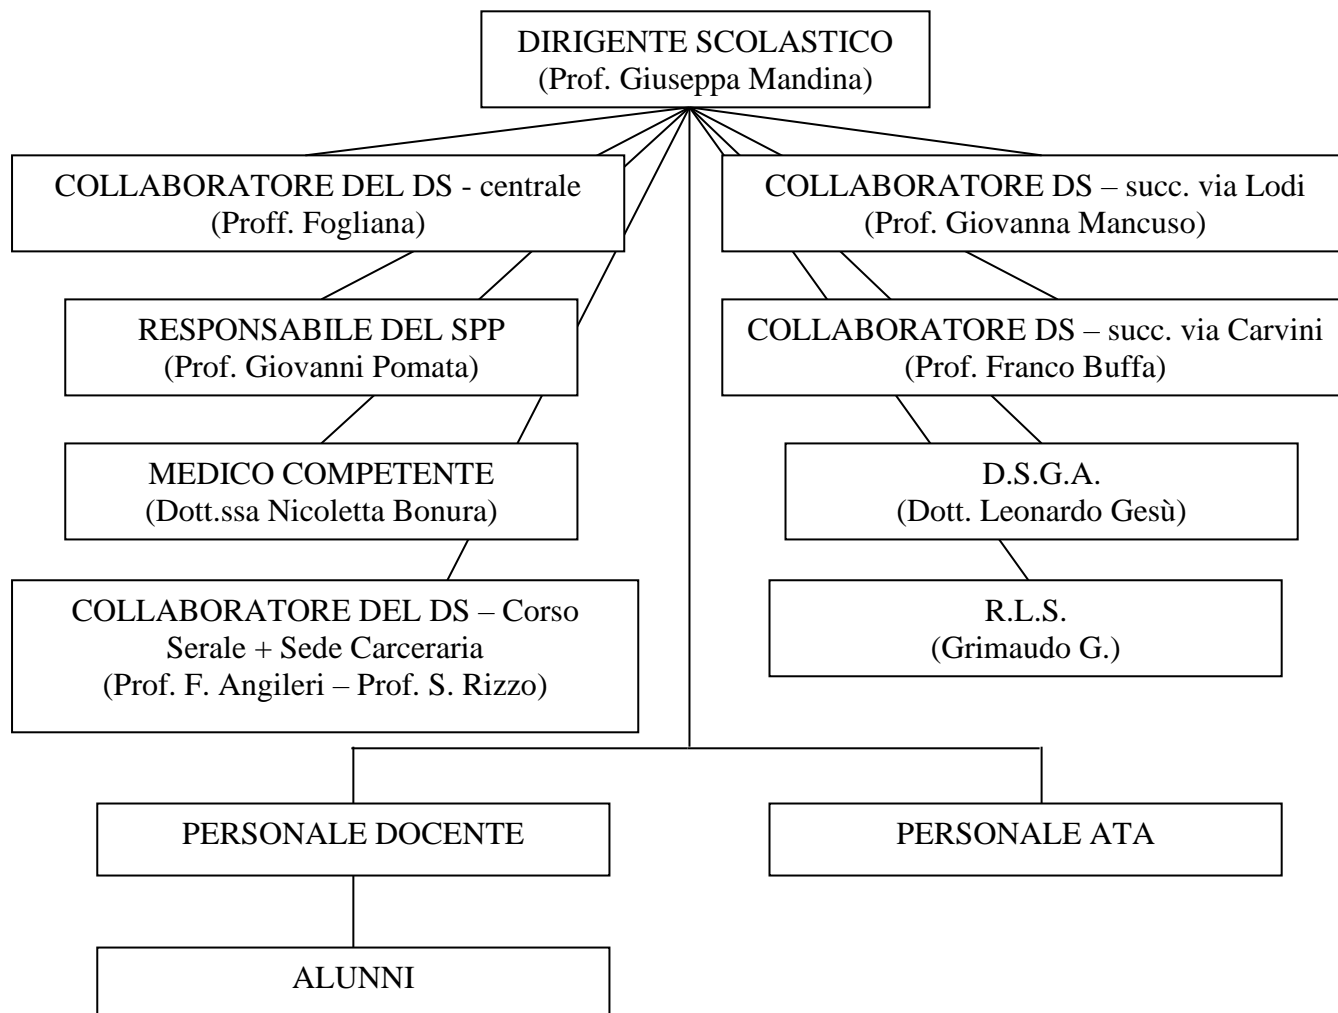 DIRIGENTE SCOLASTICO
(Prof. Giuseppa Mandina)
COLLABORATORE DEL DS - centrale
(Proff. Fogliana)
COLLABORATORE DS – succ. via Lodi
(Prof. Giovanna Mancuso)
RESPONSABILE DEL SPP
(Prof. Giovanni Pomata)
COLLABORATORE DS – succ. via Carvini
(Prof. Franco Buffa)
MEDICO COMPETENTE
(Dott.ssa Nicoletta Bonura)
D.S.G.A.
(Dott. Leonardo Gesù)
COLLABORATORE DEL DS – Corso
Serale + Sede Carceraria
(Prof. F. Angileri – Prof. S. Rizzo)
R.L.S.
(Grimaudo G.)
PERSONALE DOCENTE
PERSONALE ATA
ALUNNI